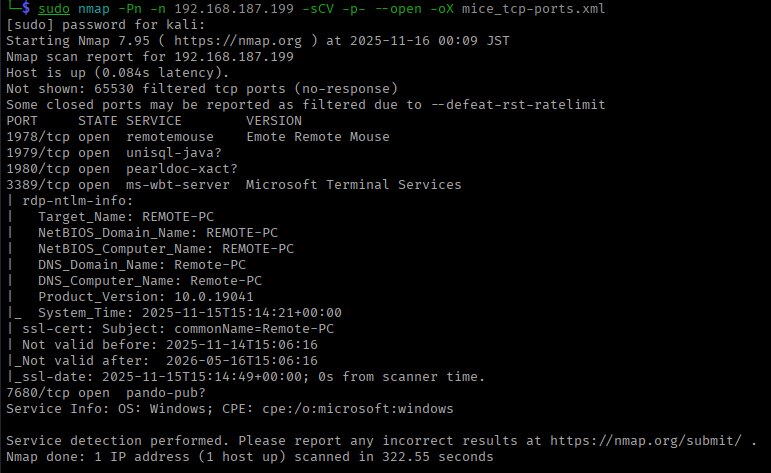 └─$ sudo nmap -Pn -n 192.168.187.199 -sCV -p- --open -oX mice_tcp-ports.xml
[sudo] password for kali:
Starting Nmap 7.95 ( https://nmap.org ) at 2025-11-16 00:09 JST
Nmap scan report for 192.168.187.199
Host is up (0.084s latency).
Not shown: 65530 filtered tcp ports (no-response)
Some closed ports may be reported as filtered due to --defeat-rst-ratelimit
PORT     STATE SERVICE       VERSION
1978/tcp open  remotemouse   Emote Remote Mouse
1979/tcp open  unisql-java?
1980/tcp open  pearldoc-xact?
3389/tcp open  ms-wbt-server Microsoft Terminal Services
| rdp-ntlm-info:
|   Target_Name: REMOTE-PC
|   NetBIOS_Domain_Name: REMOTE-PC
|   NetBIOS_Computer_Name: REMOTE-PC
|   DNS_Domain_Name: Remote-PC
|   DNS_Computer_Name: Remote-PC
|   Product_Version: 10.0.19041
|_  System_Time: 2025-11-15T15:14:21+00:00
| ssl-cert: Subject: commonName=Remote-PC
| Not valid before: 2025-11-14T15:06:16
|_Not valid after:  2026-05-16T15:06:16
|_ssl-date: 2025-11-15T15:14:49+00:00; 0s from scanner time.
7680/tcp open  pando-pub?
Service Info: OS: Windows; CPE: cpe:/o:microsoft:windows

Service detection performed. Please report any incorrect results at https://nmap.org/submit/ .
Nmap done: 1 IP address (1 host up) scanned in 322.55 seconds